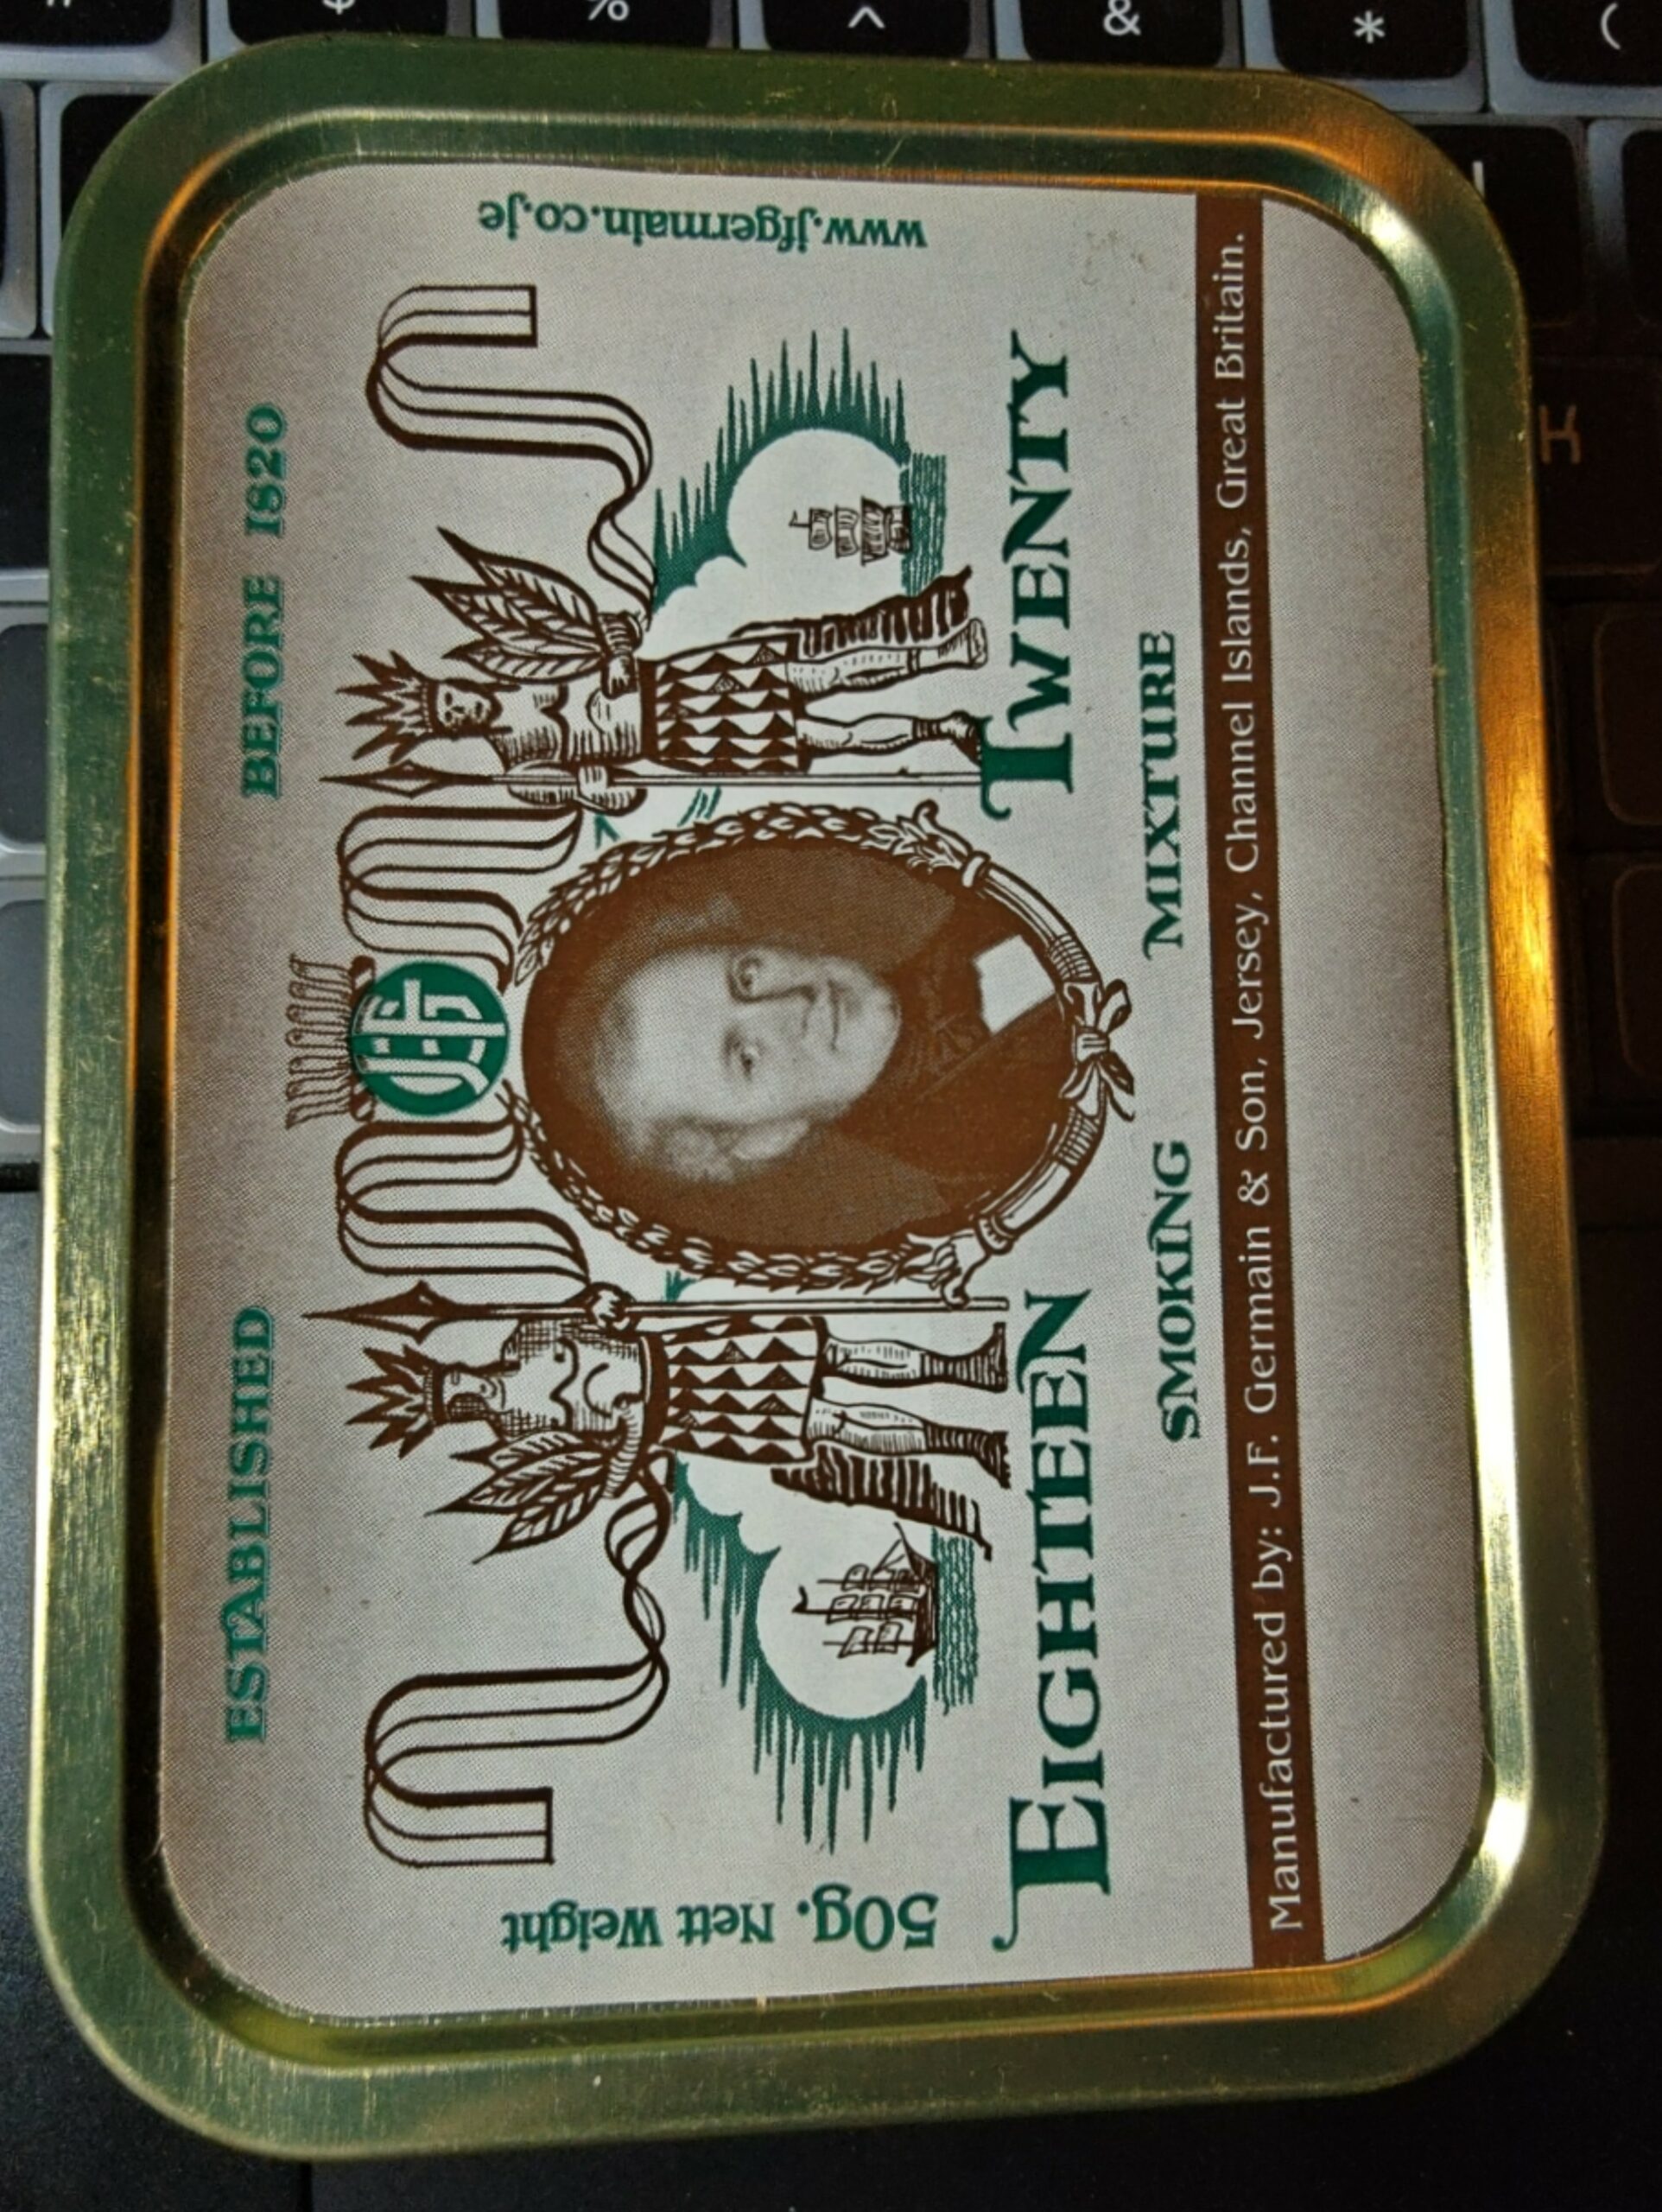 ESTABLISHED BEFORE 1820
JFG
50g. Nett Weight
www.jfgermain.co.je
EIGHTEEN TWENTY
SMOKING MIXTURE
Manufactured by: J.F. Germain & Son, Jersey, Channel Islands, Great Britain.
$ % ^ & * (
K